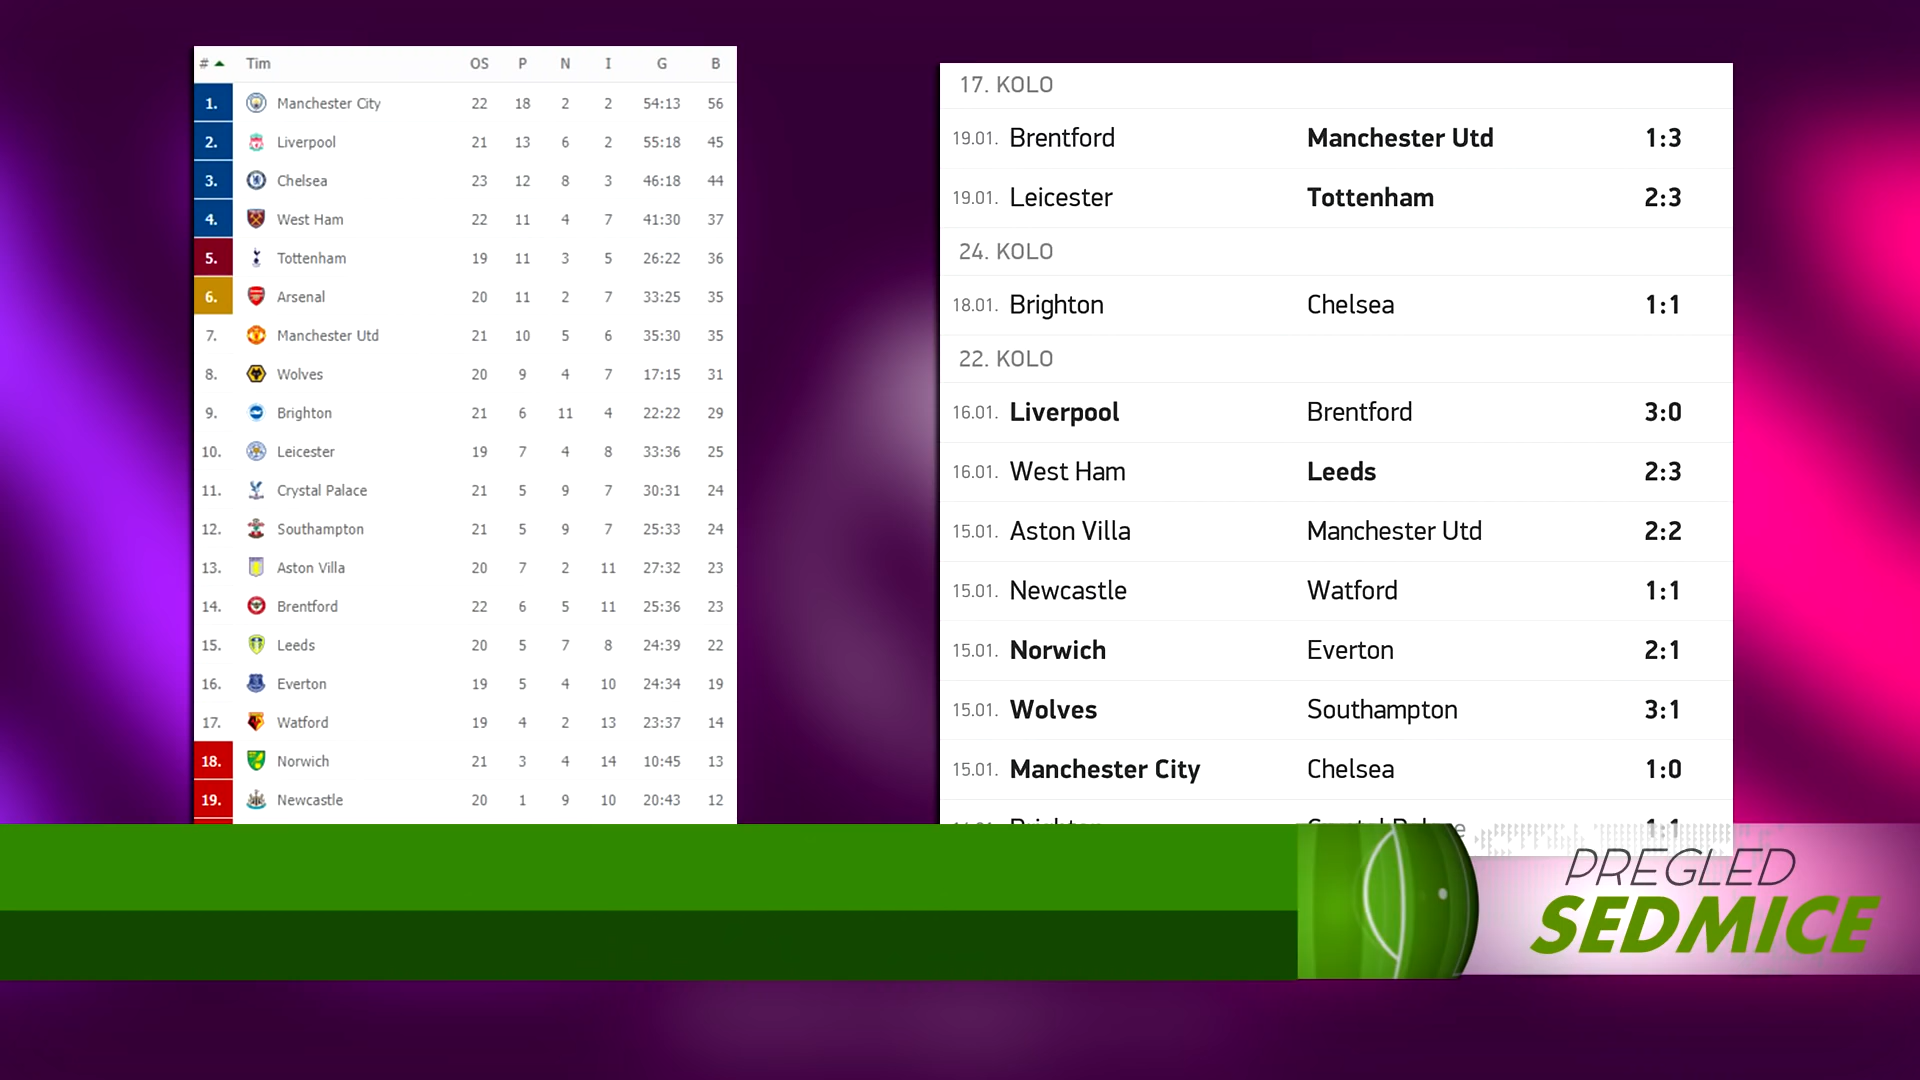 # Tim OS P N I G B
1. Manchester City 22 18 2 2 54:13 56
2. Liverpool 21 13 6 2 55:18 45
3. Chelsea 23 12 8 3 46:18 44
4. West Ham 22 11 4 7 41:30 37
5. Tottenham 19 11 3 5 26:22 36
6. Arsenal 20 11 2 7 33:25 35
7. Manchester Utd 21 10 5 6 35:30 35
8. Wolves 20 9 4 7 17:15 31
9. Brighton 21 6 11 4 22:22 29
10. Leicester 19 7 4 8 33:36 25
11. Crystal Palace 21 5 9 7 30:31 24
12. Southampton 21 5 9 7 25:33 24
13. Aston Villa 20 7 2 11 27:32 23
14. Brentford 22 6 5 11 25:36 23
15. Leeds 20 5 7 8 24:39 22
16. Everton 19 5 4 10 24:34 19
17. Watford 19 4 2 13 23:37 14
18. Norwich 21 3 4 14 10:45 13
19. Newcastle 20 1 9 10 20:43 12
17. KOLO
19.01. Brentford Manchester Utd 1:3
19.01. Leicester Tottenham 2:3
24. KOLO
18.01. Brighton Chelsea 1:1
22. KOLO
16.01. Liverpool Brentford 3:0
16.01. West Ham Leeds 2:3
15.01. Aston Villa Manchester Utd 2:2
15.01. Newcastle Watford 1:1
15.01. Norwich Everton 2:1
15.01. Wolves Southampton 3:1
15.01. Manchester City Chelsea 1:0
Brighton Crystal Palace 1:1
PREGLED
SEDMICE